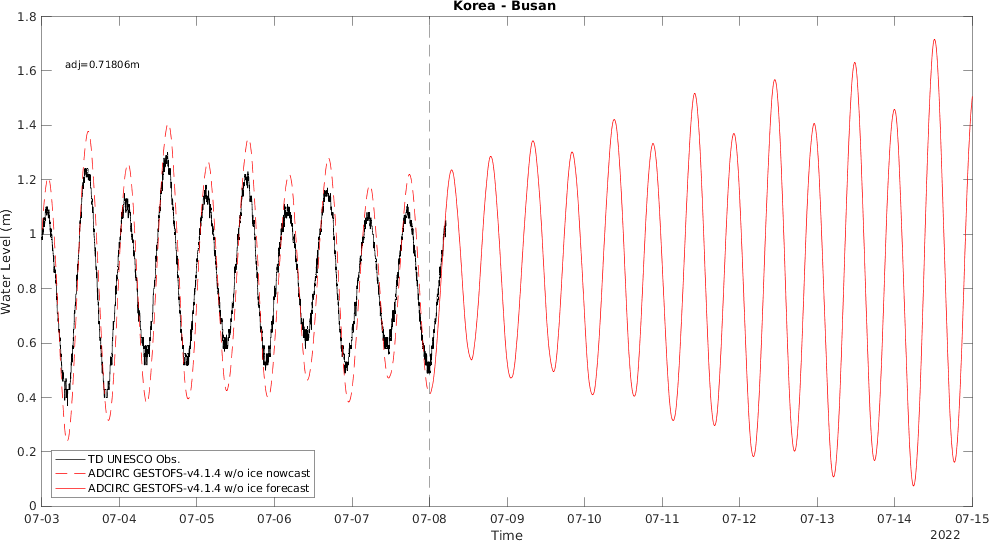 Korea - Busan
1.8
1.6
1.4
1.2
1
0.8
0.6
0.4
0.2
0
Water Level (m)
adj=0.71806m
TD UNESCO Obs.
ADCIRC GESTOFS-v4.1.4 w/o ice nowcast
ADCIRC GESTOFS-v4.1.4 w/o ice forecast
07-03 07-04 07-05 07-06 07-07 07-08 07-09 07-10 07-11 07-12 07-13 07-14 07-15
Time
2022